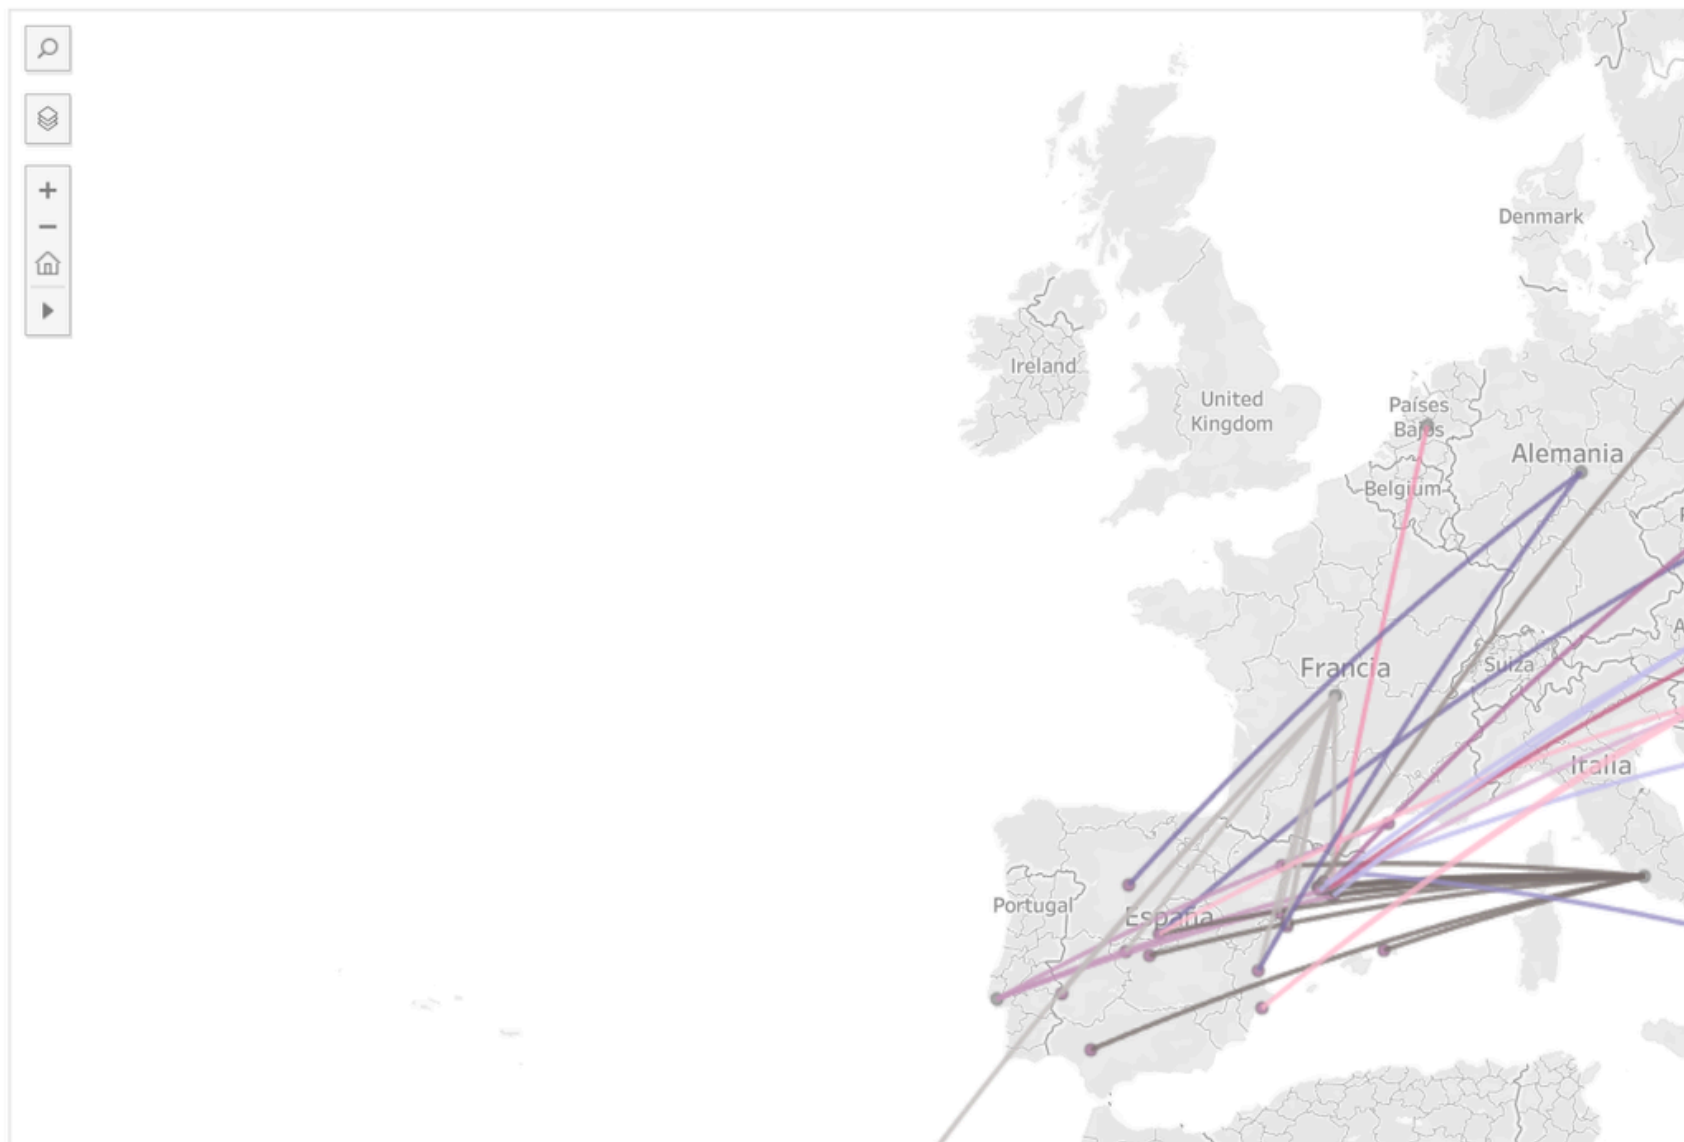 Denmark
Ireland
United
Kingdom
Países
Bajos
Alemania
Belgium
Francia
Suiza
Italia
Portugal
España